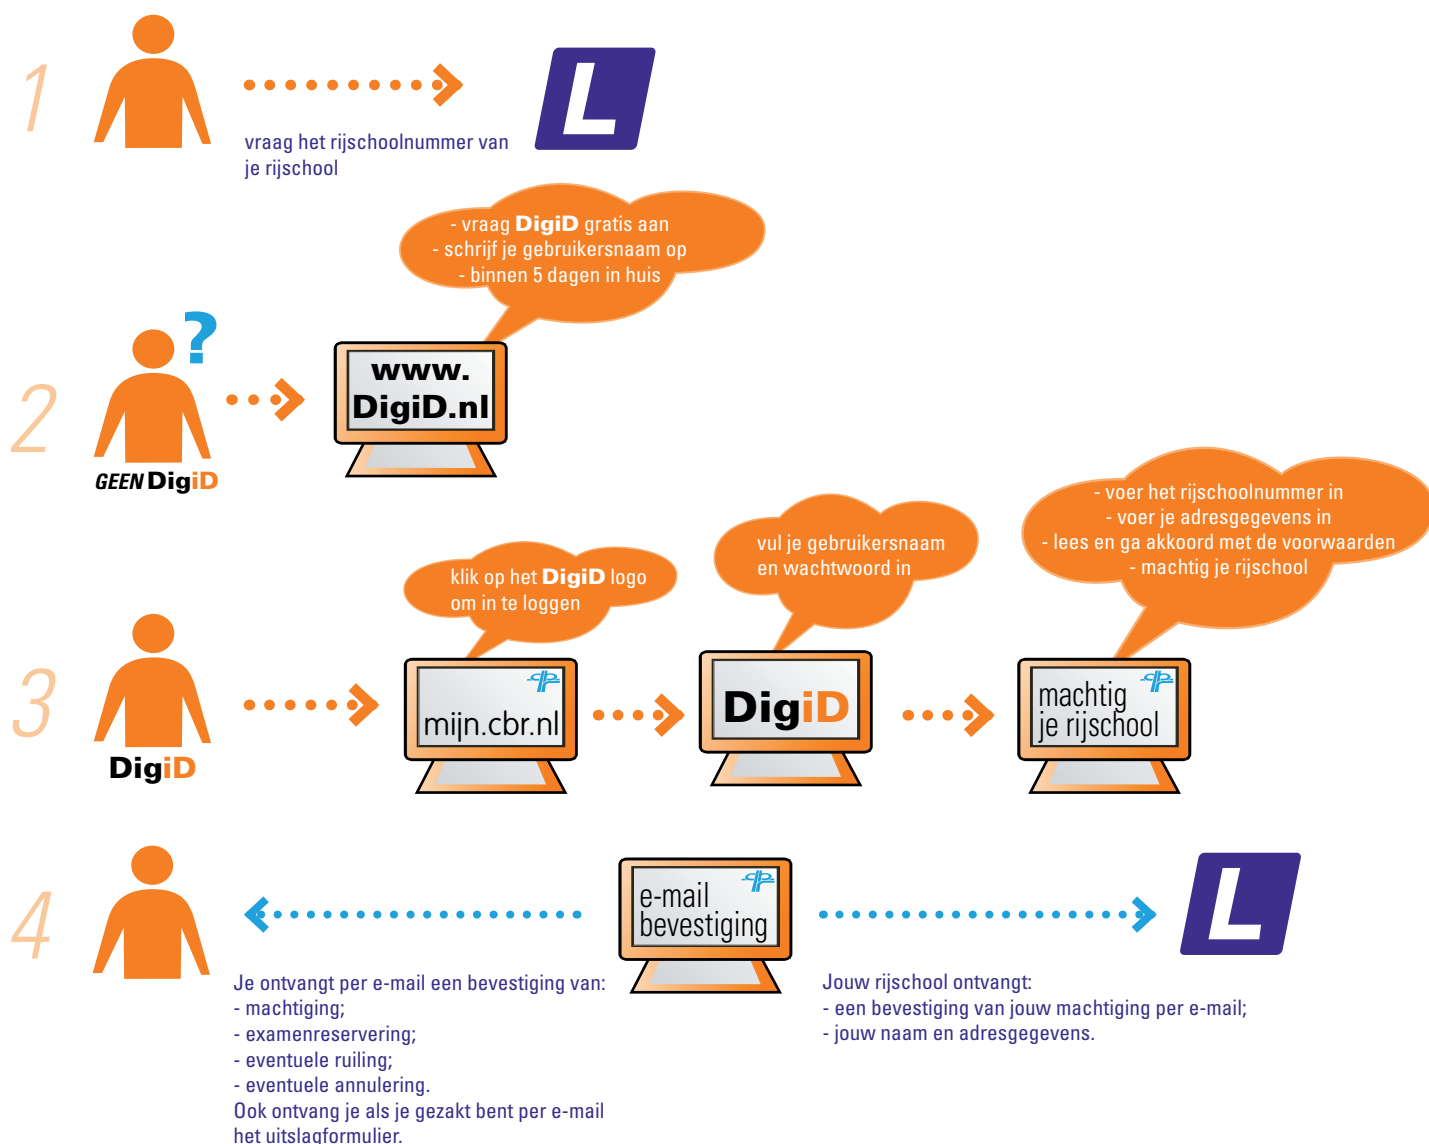 1
L
vraag het rijschoolnummer van
je rijschool
- vraag DigiD gratis aan
- schrijf je gebruikersnaam op
- binnen 5 dagen in huis
2
?
www.
DigiD.nl
GEEN DigiD
3
DigiD
klik op het DigiD logo
om in te loggen
mijn.cbr.nl
vul je gebruikersnaam
en wachtwoord in
DigiD
- voer het rijschoolnummer in
- voer je adresgegevens in
- lees en ga akkoord met de voorwaarden
- machtig je rijschool
machtig
je rijschool
4
e-mail
bevestiging
L
Je ontvangt per e-mail een bevestiging van:
- machtiging;
- examenreservering;
- eventuele ruiling;
- eventuele annulering.
Ook ontvang je als je gezakt bent per e-mail
het uitslagformulier.
Jouw rijschool ontvangt:
- een bevestiging van jouw machtiging per e-mail;
- jouw naam en adresgegevens.